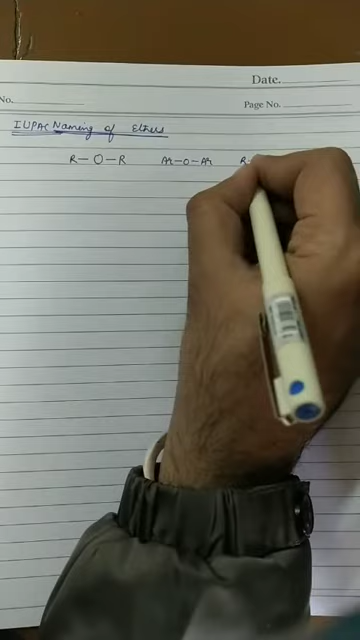 Date.
No.
Page No.
IUPAC Naming of Ethers
R-O-R Ar-O-Ar R-